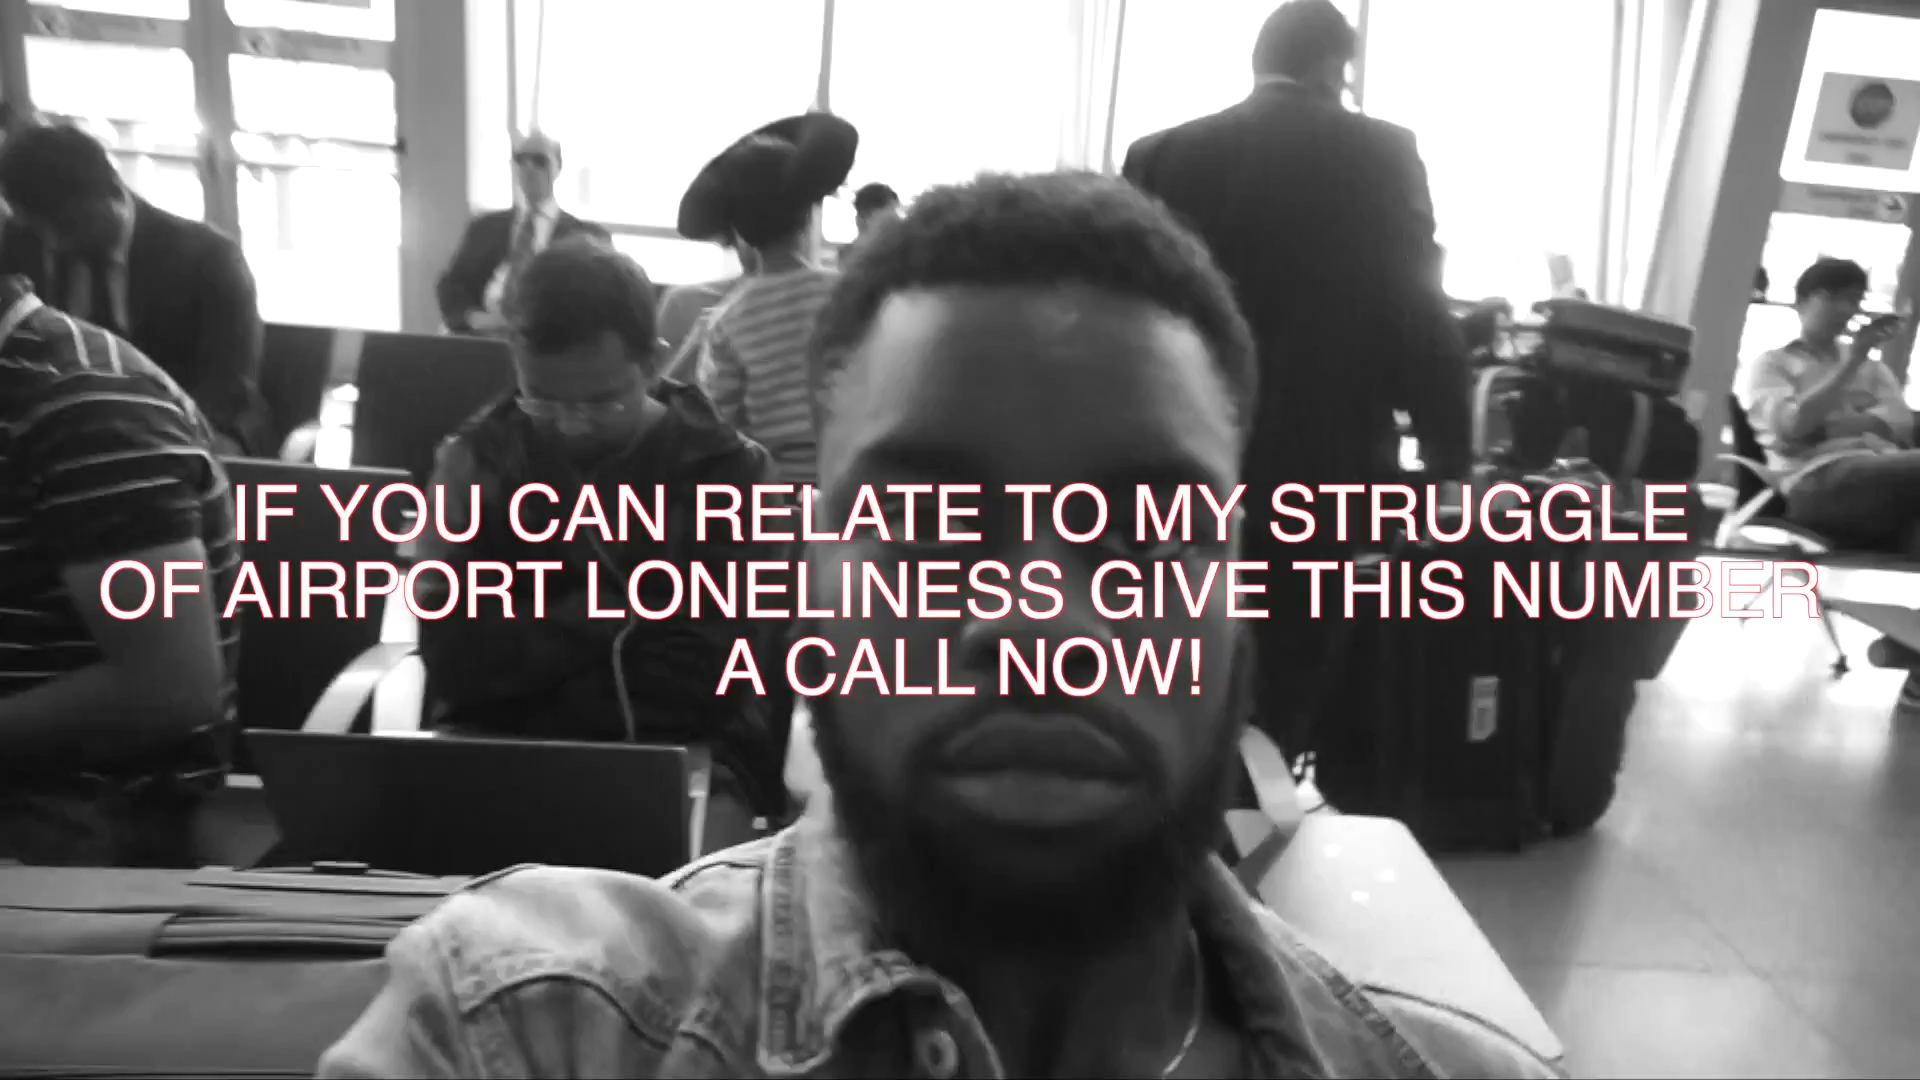 IF YOU CAN RELATE TO MY STRUGGLE
OF AIRPORT LONELINESS GIVE THIS NUMBER
A CALL NOW!